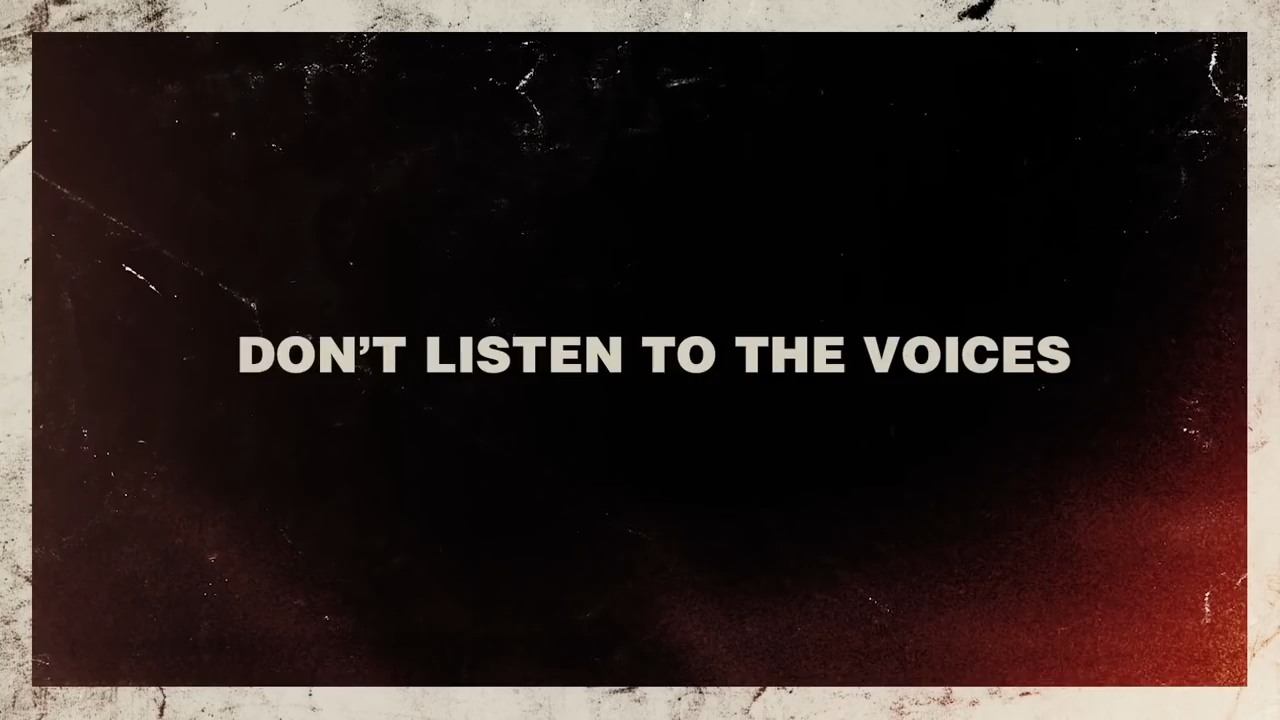 DON’T LISTEN TO THE VOICES